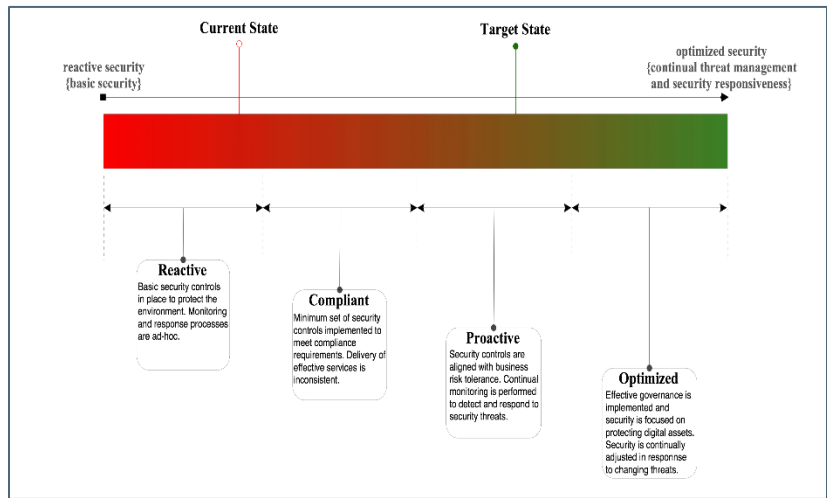 Current State
Target State
reactive security
{basic security}
optimized security
{continual threat management
and security responsiveness}
Reactive
Basic security controls
in place to protect the
environment. Monitoring
and response processes
are ad-hoc.
Compliant
Minimum set of security
controls implemented to
meet compliance
requirements. Delivery of
effective services is
inconsistent.
Proactive
Security controls are
aligned with business
risk tolerance. Continual
monitoring is performed
to detect and respond to
security threats.
Optimized
Effective governance is
implemented and
security is focused on
protecting digital assets.
Security is continually
adjusted in responnse
to changing threats.